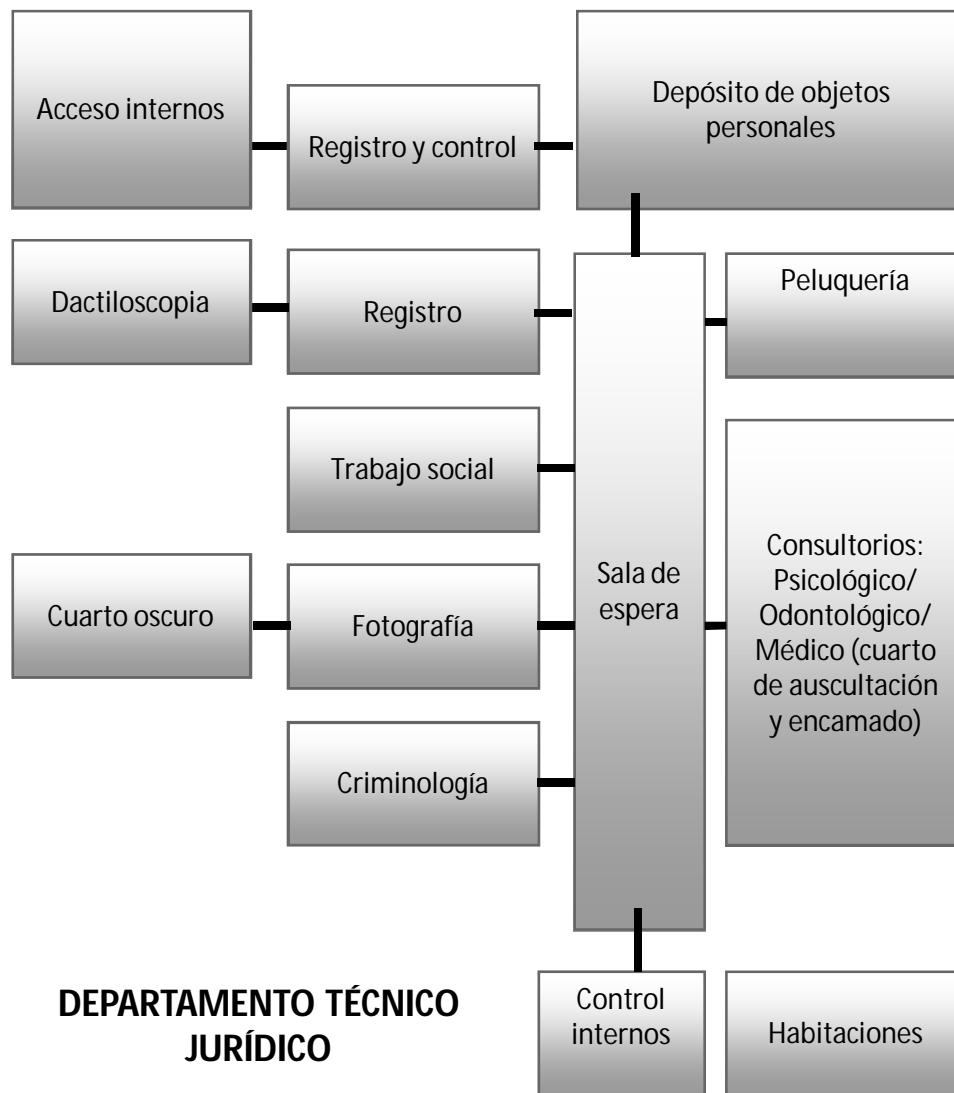 Acceso internos
Registro y control
Depósito de objetos
personales
Dactiloscopia
Registro
Peluquería
Trabajo social
Sala de
espera
Consultorios:
Psicológico/
Odontológico/
Médico (cuarto
de auscultación
y encamado)
Cuarto oscuro
Fotografía
Criminología
DEPARTAMENTO TÉCNICO
JURÍDICO
Control
internos
Habitaciones